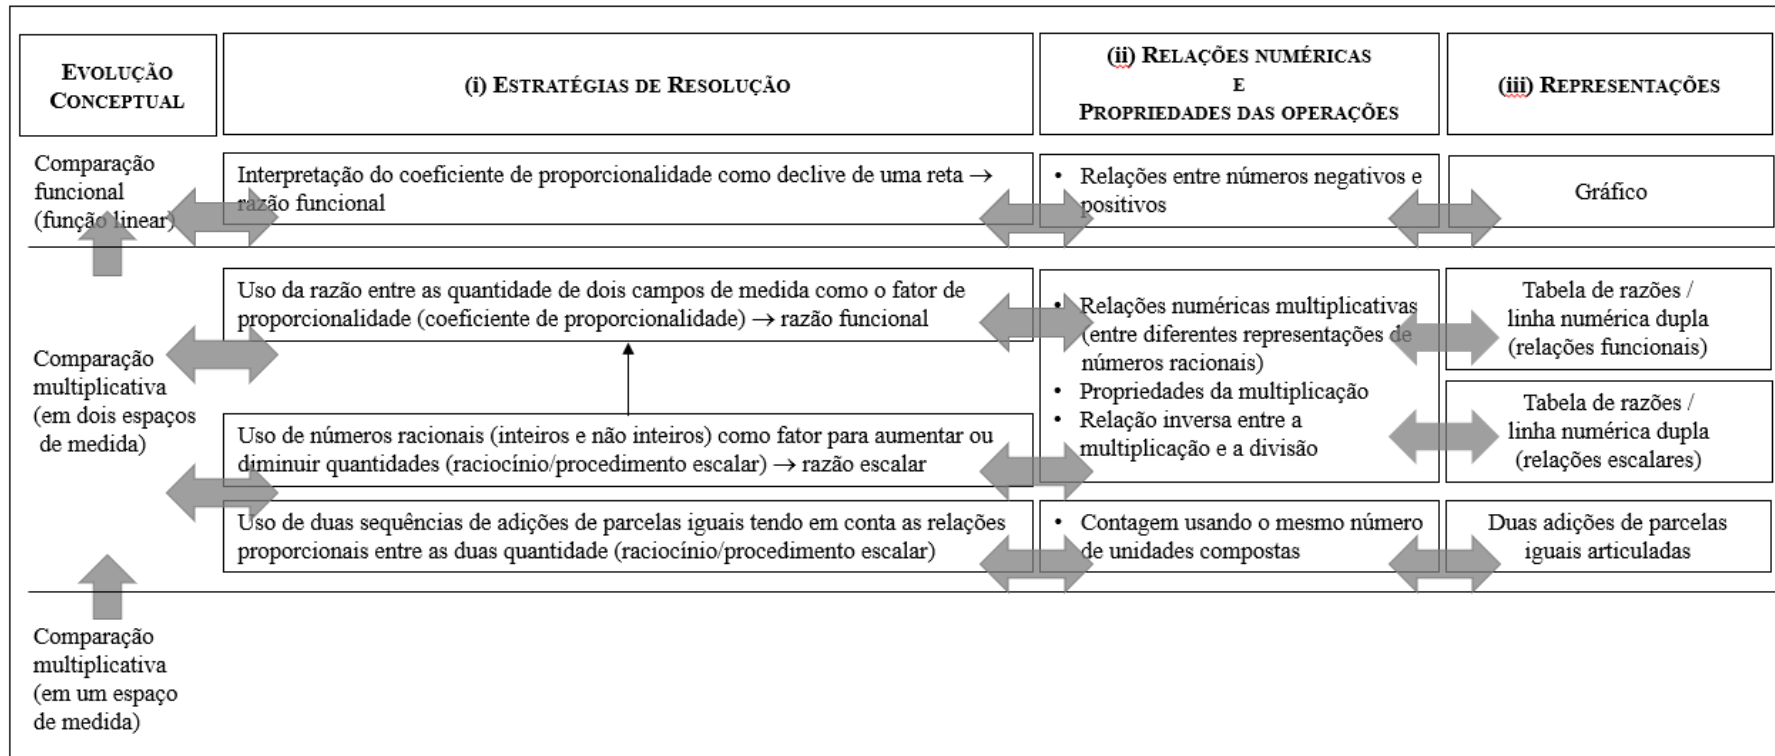 EVOLUÇÃO
CONCEPTUAL
(i) ESTRATÉGIAS DE RESOLUÇÃO
(ii) RELAÇÕES NUMÉRICAS
E
PROPRIEDADES DAS OPERAÇÕES
(iii) REPRESENTAÇÕES
Comparação
funcional
(função linear)
Interpretação do coeficiente de proporcionalidade como declive de uma reta →
razão funcional
• Relações entre números negativos e
positivos
Gráfico
Comparação
multiplicativa
(em dois espaços
de medida)
Uso da razão entre as quantidade de dois campos de medida como o fator de
proporcionalidade (coeficiente de proporcionalidade) → razão funcional
Uso de números racionais (inteiros e não inteiros) como fator para aumentar ou
diminuir quantidades (raciocínio/procedimento escalar) → razão escalar
Uso de duas sequências de adições de parcelas iguais tendo em conta as relações
proporcionais entre as duas quantidade (raciocínio/procedimento escalar)
• Relações numéricas multiplicativas
(entre diferentes representações de
números racionais)
• Propriedades da multiplicação
• Relação inversa entre a
multiplicação e a divisão
• Contagem usando o mesmo número
de unidades compostas
Tabela de razões /
linha numérica dupla
(relações funcionais)
Tabela de razões /
linha numérica dupla
(relações escalares)
Duas adições de parcelas
iguais articuladas
Comparação
multiplicativa
(em um espaço
de medida)